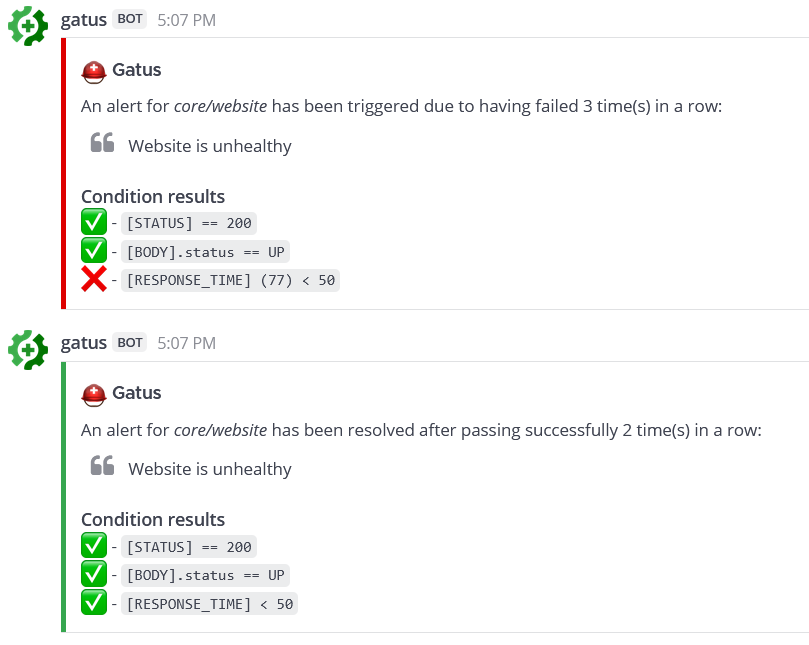 gatus BOT 5:07 PM
Gatus
An alert for core/website has been triggered due to having failed 3 time(s) in a row:
Website is unhealthy
Condition results
- [STATUS] == 200
- [BODY].status == UP
- [RESPONSE_TIME] (77) < 50
gatus BOT 5:07 PM
Gatus
An alert for core/website has been resolved after passing successfully 2 time(s) in a row:
Website is unhealthy
Condition results
- [STATUS] == 200
- [BODY].status == UP
- [RESPONSE_TIME] < 50